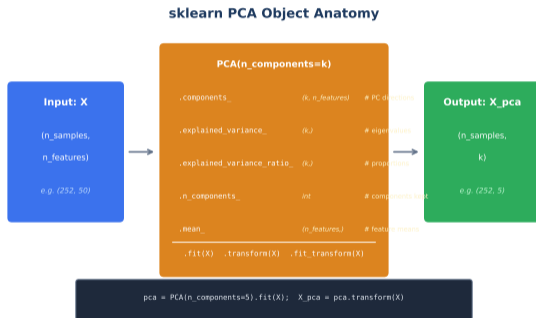 sklearn PCA Object Anatomy
Input: X
(n_samples,
n_features)
e.g. (252, 50)
PCA(n_components=k)
.components_ (k, n_features) # PC
.explained_variance_ (k,)
.explained_variance_ratio_ (k,)
.n_components_ int
.mean_ (n_features,)
.fit(X) .transform(X) .fit_transform(X)
Output: X_pca
(n_samples,
k)
e.g. (252, 5)
pca = PCA(n_components=5).fit(X); X_pca = pca.transform(X)